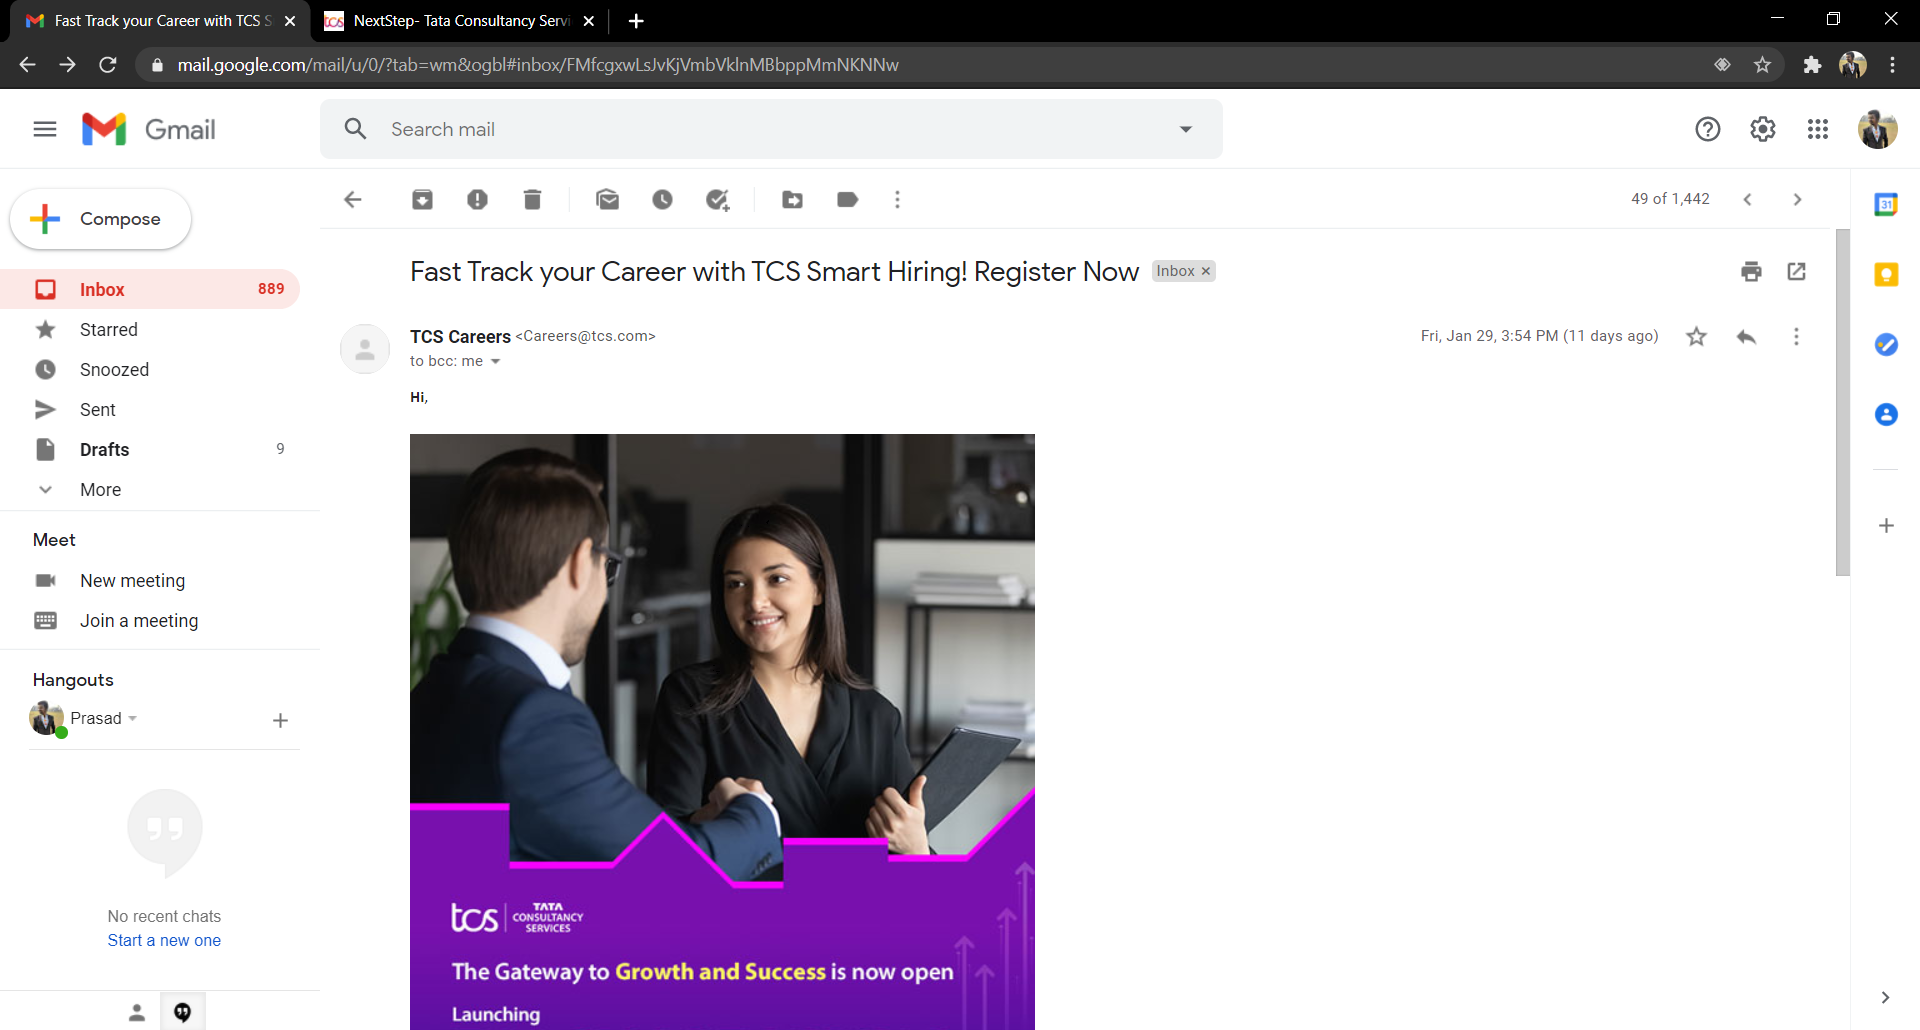 Fast Track your Career with TCS S
NextStep- Tata Consultancy Servi
mail.google.com/mail/u/0/?tab=wm&ogbl#inbox/FMfcgxwLsJvKjVmbVklnMBbppMmNKNNw
Gmail
Search mail
Compose
49 of 1,442
31
Inbox 889
Starred
Snoozed
Sent
Drafts 9
More
Meet
New meeting
Join a meeting
Hangouts
Prasad
No recent chats
Start a new one
Fast Track your Career with TCS Smart Hiring! Register Now
Inbox ×
TCS Careers <Careers@tcs.com>
Fri, Jan 29, 3:54 PM (11 days ago)
to bcc: me
Hi,
tcs TATA
CONSULTANCY
SERVICES
The Gateway to Growth and Success is now open
Launching